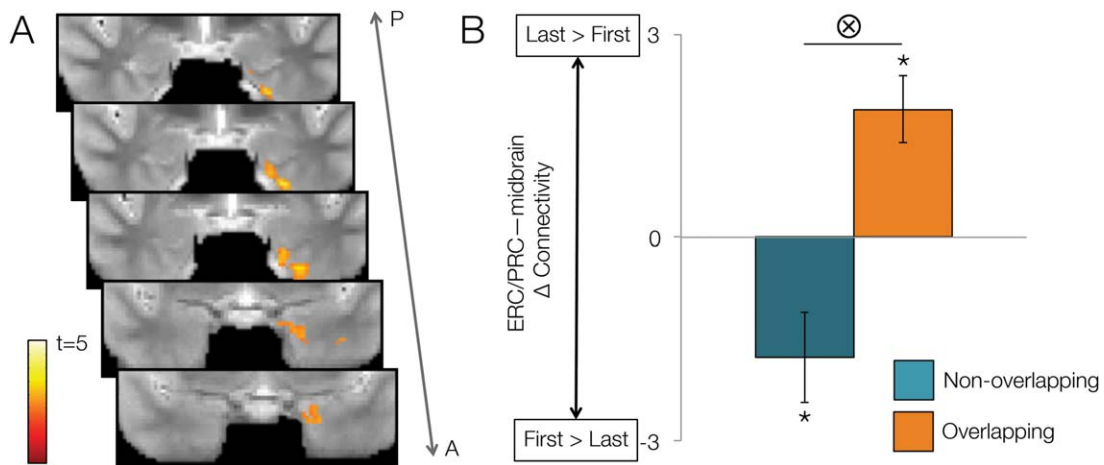 A
P
t=5
A
B
Last > First
3
⊗
*
ERC/PRC—midbrain
Δ Connectivity
0
*
First > Last
-3
Non-overlapping
Overlapping